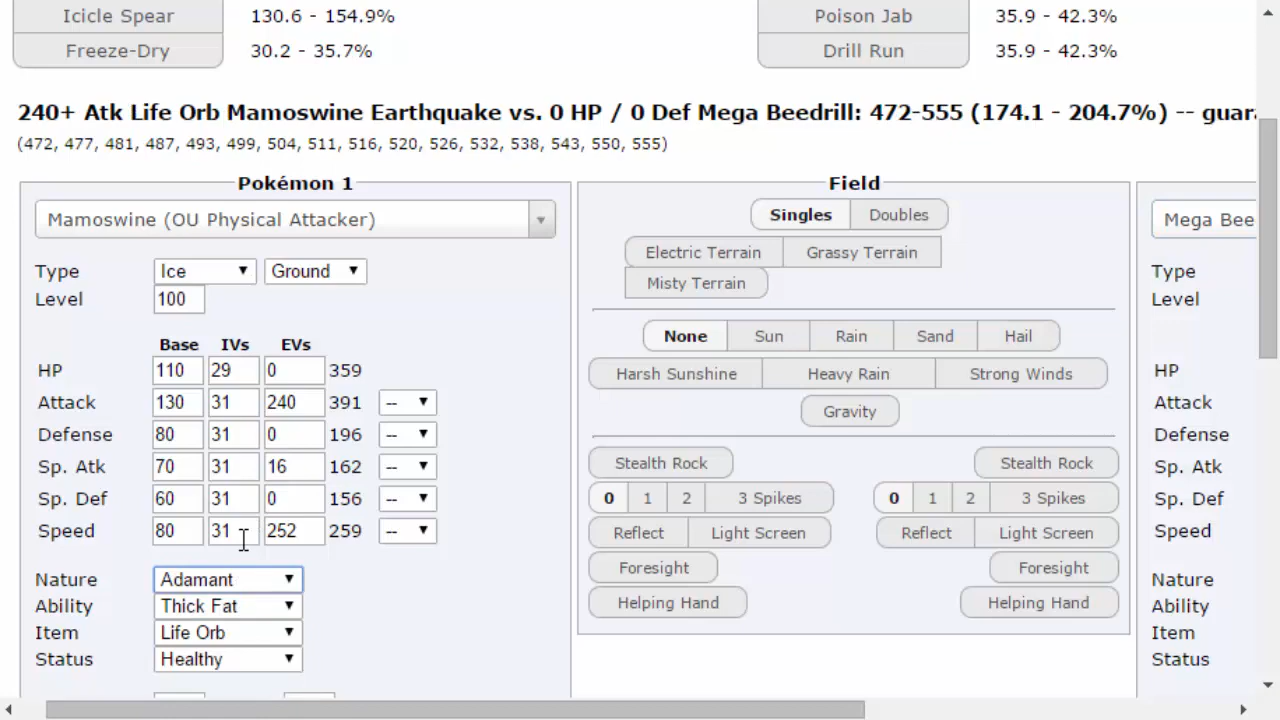 Icicle Spear 130.6 - 154.9% Poison Jab 35.9 - 42.3%
Freeze-Dry 30.2 - 35.7% Drill Run 35.9 - 42.3%
240+ Atk Life Orb Mamoswine Earthquake vs. 0 HP / 0 Def Mega Beedrill: 472-555 (174.1 - 204.7%) -- guar
(472, 477, 481, 487, 493, 499, 504, 511, 516, 520, 526, 532, 538, 543, 550, 555)
Pokémon 1 Field
Mamoswine (OU Physical Attacker) Singles Doubles Mega Bee
Electric Terrain Grassy Terrain
Type Ice Ground Type
Misty Terrain
Level 100 Level
None Sun Rain Sand Hail
Base IVs EVs
HP 110 29 0 359 Harsh Sunshine Heavy Rain Strong Winds HP
Attack 130 31 240 391 -- Gravity Attack
Defense 80 31 0 196 -- Defense
Sp. Atk 70 31 16 162 -- Stealth Rock Stealth Rock Sp. Atk
Sp. Def 60 31 0 156 -- 0 1 2 3 Spikes 0 1 2 3 Spikes Sp. Def
Speed 80 31 252 259 -- Reflect Light Screen Reflect Light Screen Speed
Foresight Foresight
Nature Adamant Nature
Ability Thick Fat Helping Hand Helping Hand Ability
Item Life Orb Item
Status Healthy Status